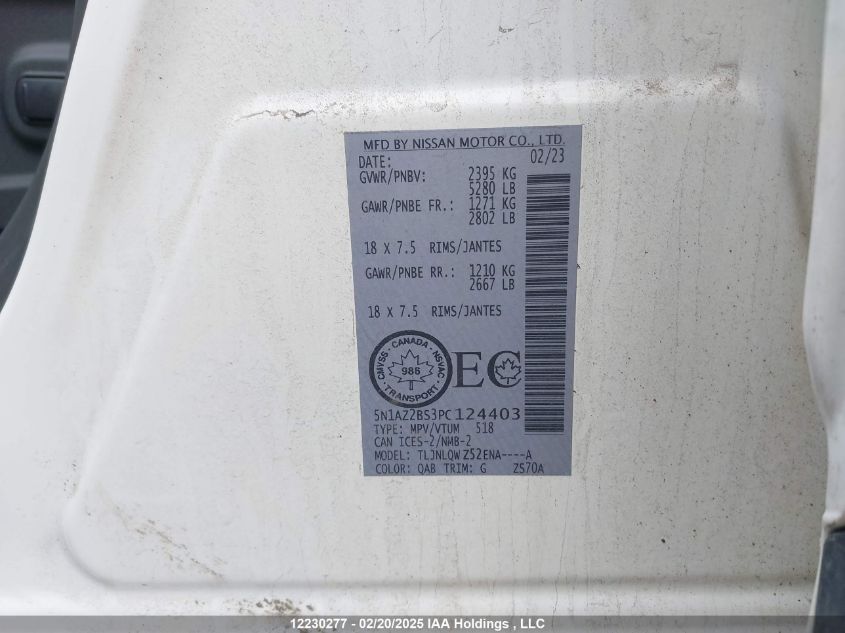 MFD BY NISSAN MOTOR CO., LTD.
DATE: 02/23
GVWR/PNBV: 2395 KG
5280 LB
GAWR/PNBE FR.: 1271 KG
2802 LB
18 X 7.5 RIMS/JANTES
GAWR/PNBE RR.: 1210 KG
2667 LB
18 X 7.5 RIMS/JANTES
CMVSS · CANADA · NSVAC
986
· TRANSPORT ·
EC
5N1AZ2BS3PC124403
TYPE: MPV/VTUM 518
CAN ICES-2/NMB-2
MODEL: TLJNLQW Z52ENA----A
COLOR: QAB TRIM: G ZS70A
12230277 - 02/20/2025 IAA Holdings , LLC